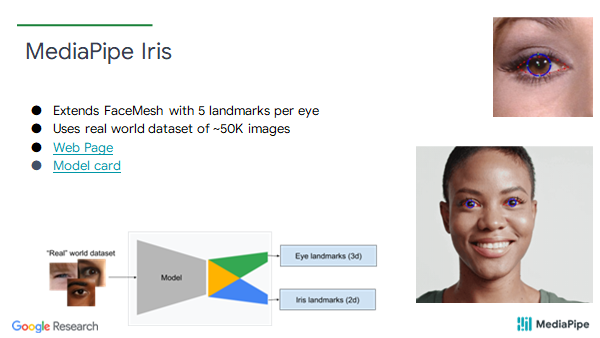 MediaPipe Iris
● Extends FaceMesh with 5 landmarks per eye
● Uses real world dataset of ~50K images
● Web Page
● Model card
"Real" world dataset
Model
Eye landmarks (3d)
Iris landmarks (2d)
Google Research
MediaPipe